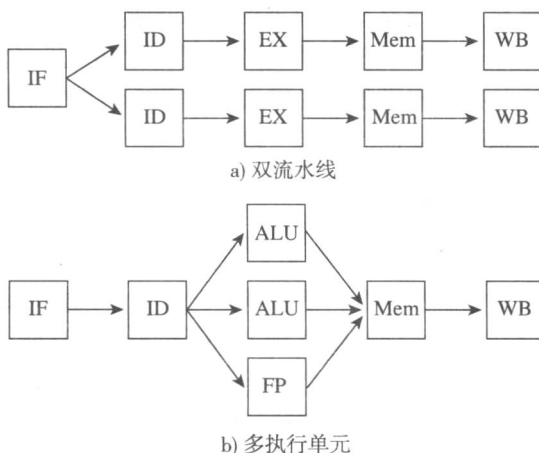 ID EX Mem WB
IF
ID EX Mem WB
a) 双流水线
ALU
IF ID ALU Mem WB
FP
b) 多执行单元